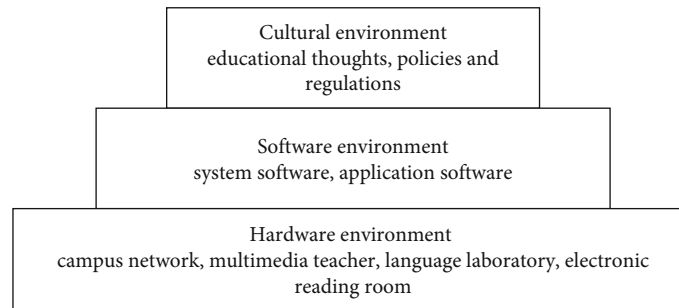 Cultural environment
educational thoughts, policies and
regulations
Software environment
system software, application software
Hardware environment
campus network, multimedia teacher, language laboratory, electronic
reading room